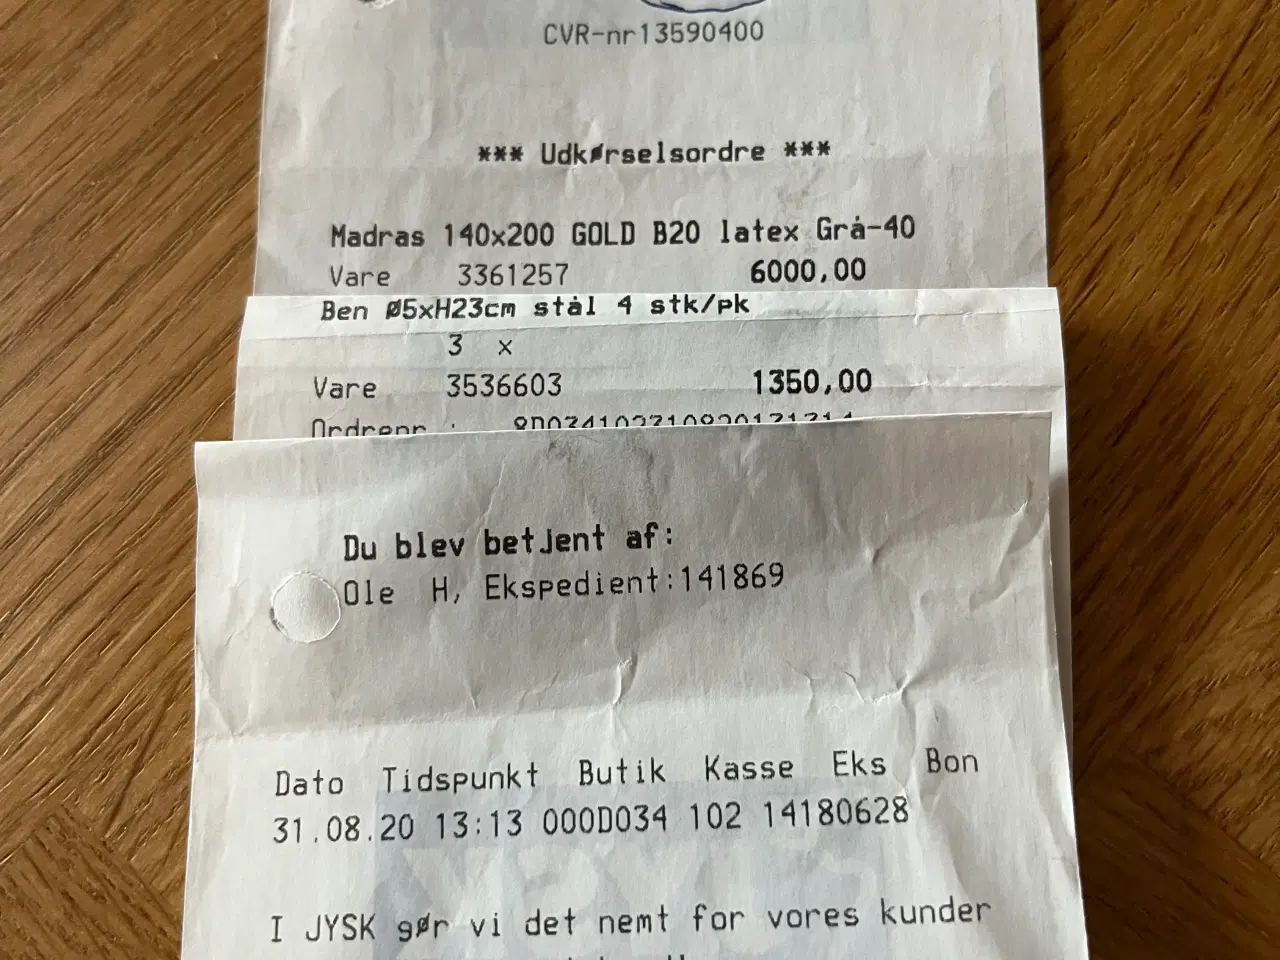 CVR-nr13590400
*** Udkørselsordre ***
Madras 140x200 GOLD B20 latex Grå-40
Vare 3361257 6000,00
Ben Ø5xH23cm stål 4 stk/pk
3 x
Vare 3536603 1350,00
Ordrenr :
Du blev betjent af:
Ole H, Ekspedient:141869
Dato Tidspunkt Butik Kasse Eks Bon
31.08.20 13:13 000D034 102 14180628
I JYSK gør vi det nemt for vores kunder